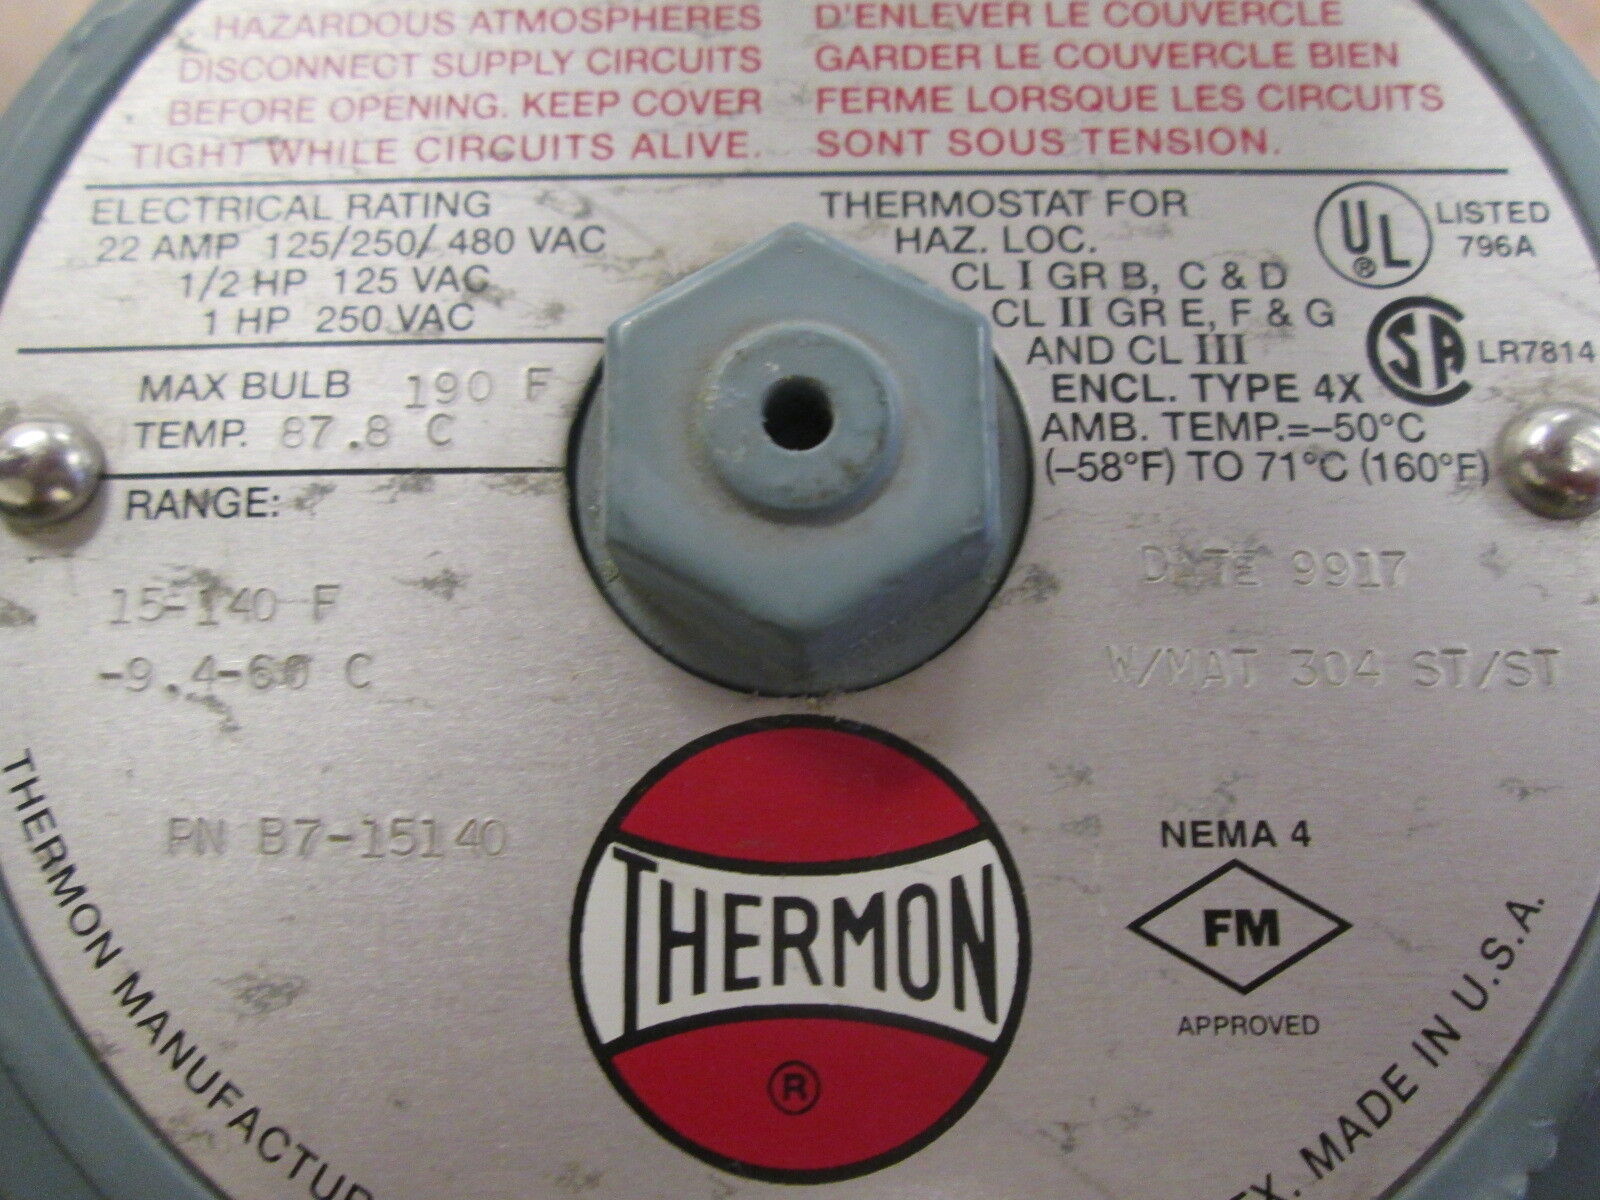 HAZARDOUS ATMOSPHERES
DISCONNECT SUPPLY CIRCUITS
BEFORE OPENING. KEEP COVER
TIGHT WHILE CIRCUITS ALIVE.
D'ENLEVER LE COUVERCLE
GARDER LE COUVERCLE BIEN
FERME LORSQUE LES CIRCUITS
SONT SOUS TENSION.
ELECTRICAL RATING
22 AMP 125/250/480 VAC
1/2 HP 125 VAC
1 HP 250 VAC
MAX BULB 190 F
TEMP. 87.8 C
RANGE:
15-140 F
-9.4-60 C
PN B7-15140
THERMOSTAT FOR
HAZ. LOC.
CL I GR B, C & D
CL II GR E, F & G
AND CL III
ENCL. TYPE 4X
AMB. TEMP.=-50°C
(-58°F) TO 71°C (160°F)
UL®
LISTED
796A
CSA
LR7814
DATE 9917
W/MAT 304 ST/ST
THERMON
®
NEMA 4
FM
APPROVED
THERMON MANUFACTUR
EX. MADE IN U.S.A.